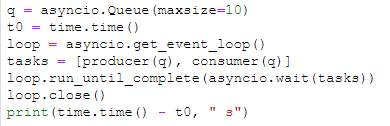 q = asyncio.Queue(maxsize=10)
t0 = time.time()
loop = asyncio.get_event_loop()
tasks = [producer(q), consumer(q)]
loop.run_until_complete(asyncio.wait(tasks))
loop.close()
print(time.time() - t0, " s")